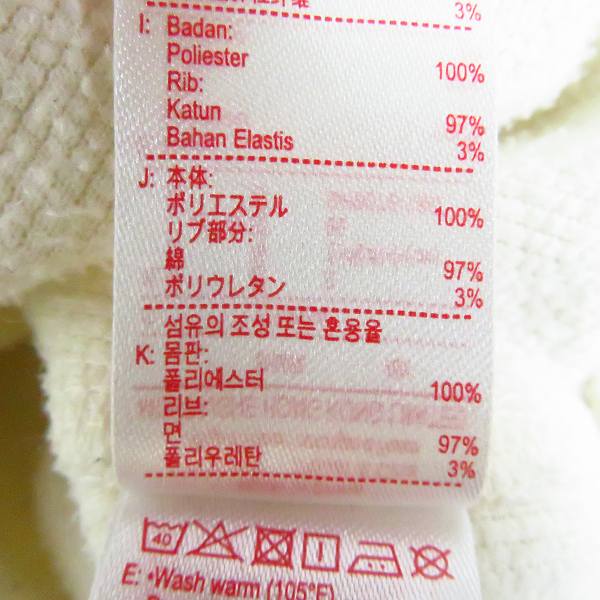 3%
I: Badan:
Poliester 100%
Rib:
Katun 97%
Bahan Elastis 3%
J: 本体:
ポリエステル 100%
リブ部分:
綿 97%
ポリウレタン 3%
섬유의 조성 또는 혼용율
K: 몸판:
폴리에스터 100%
리브:
면 97%
폴리우레탄 3%
40
E: •Wash warm (105°F)